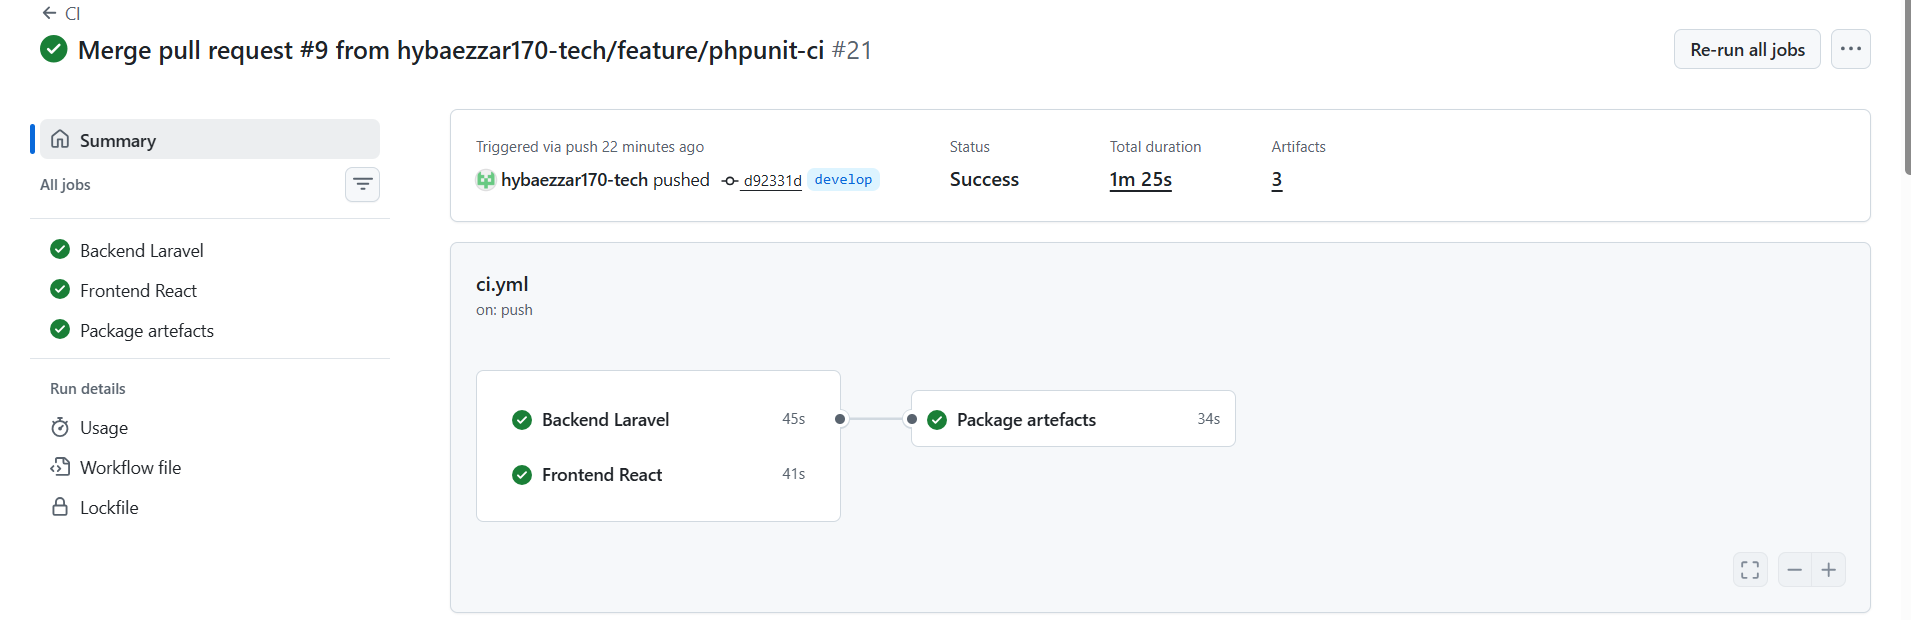 CI
Merge pull request #9 from hybaezzar170-tech/feature/phpunit-ci #21
Re-run all jobs
Summary
All jobs
Backend Laravel
Frontend React
Package artefacts
Run details
Usage
Workflow file
Lockfile
Triggered via push 22 minutes ago
hybaezzar170-tech pushed d92331d develop
Status
Success
Total duration
1m 25s
Artifacts
3
ci.yml
on: push
Backend Laravel 45s
Frontend React 41s
Package artefacts 34s